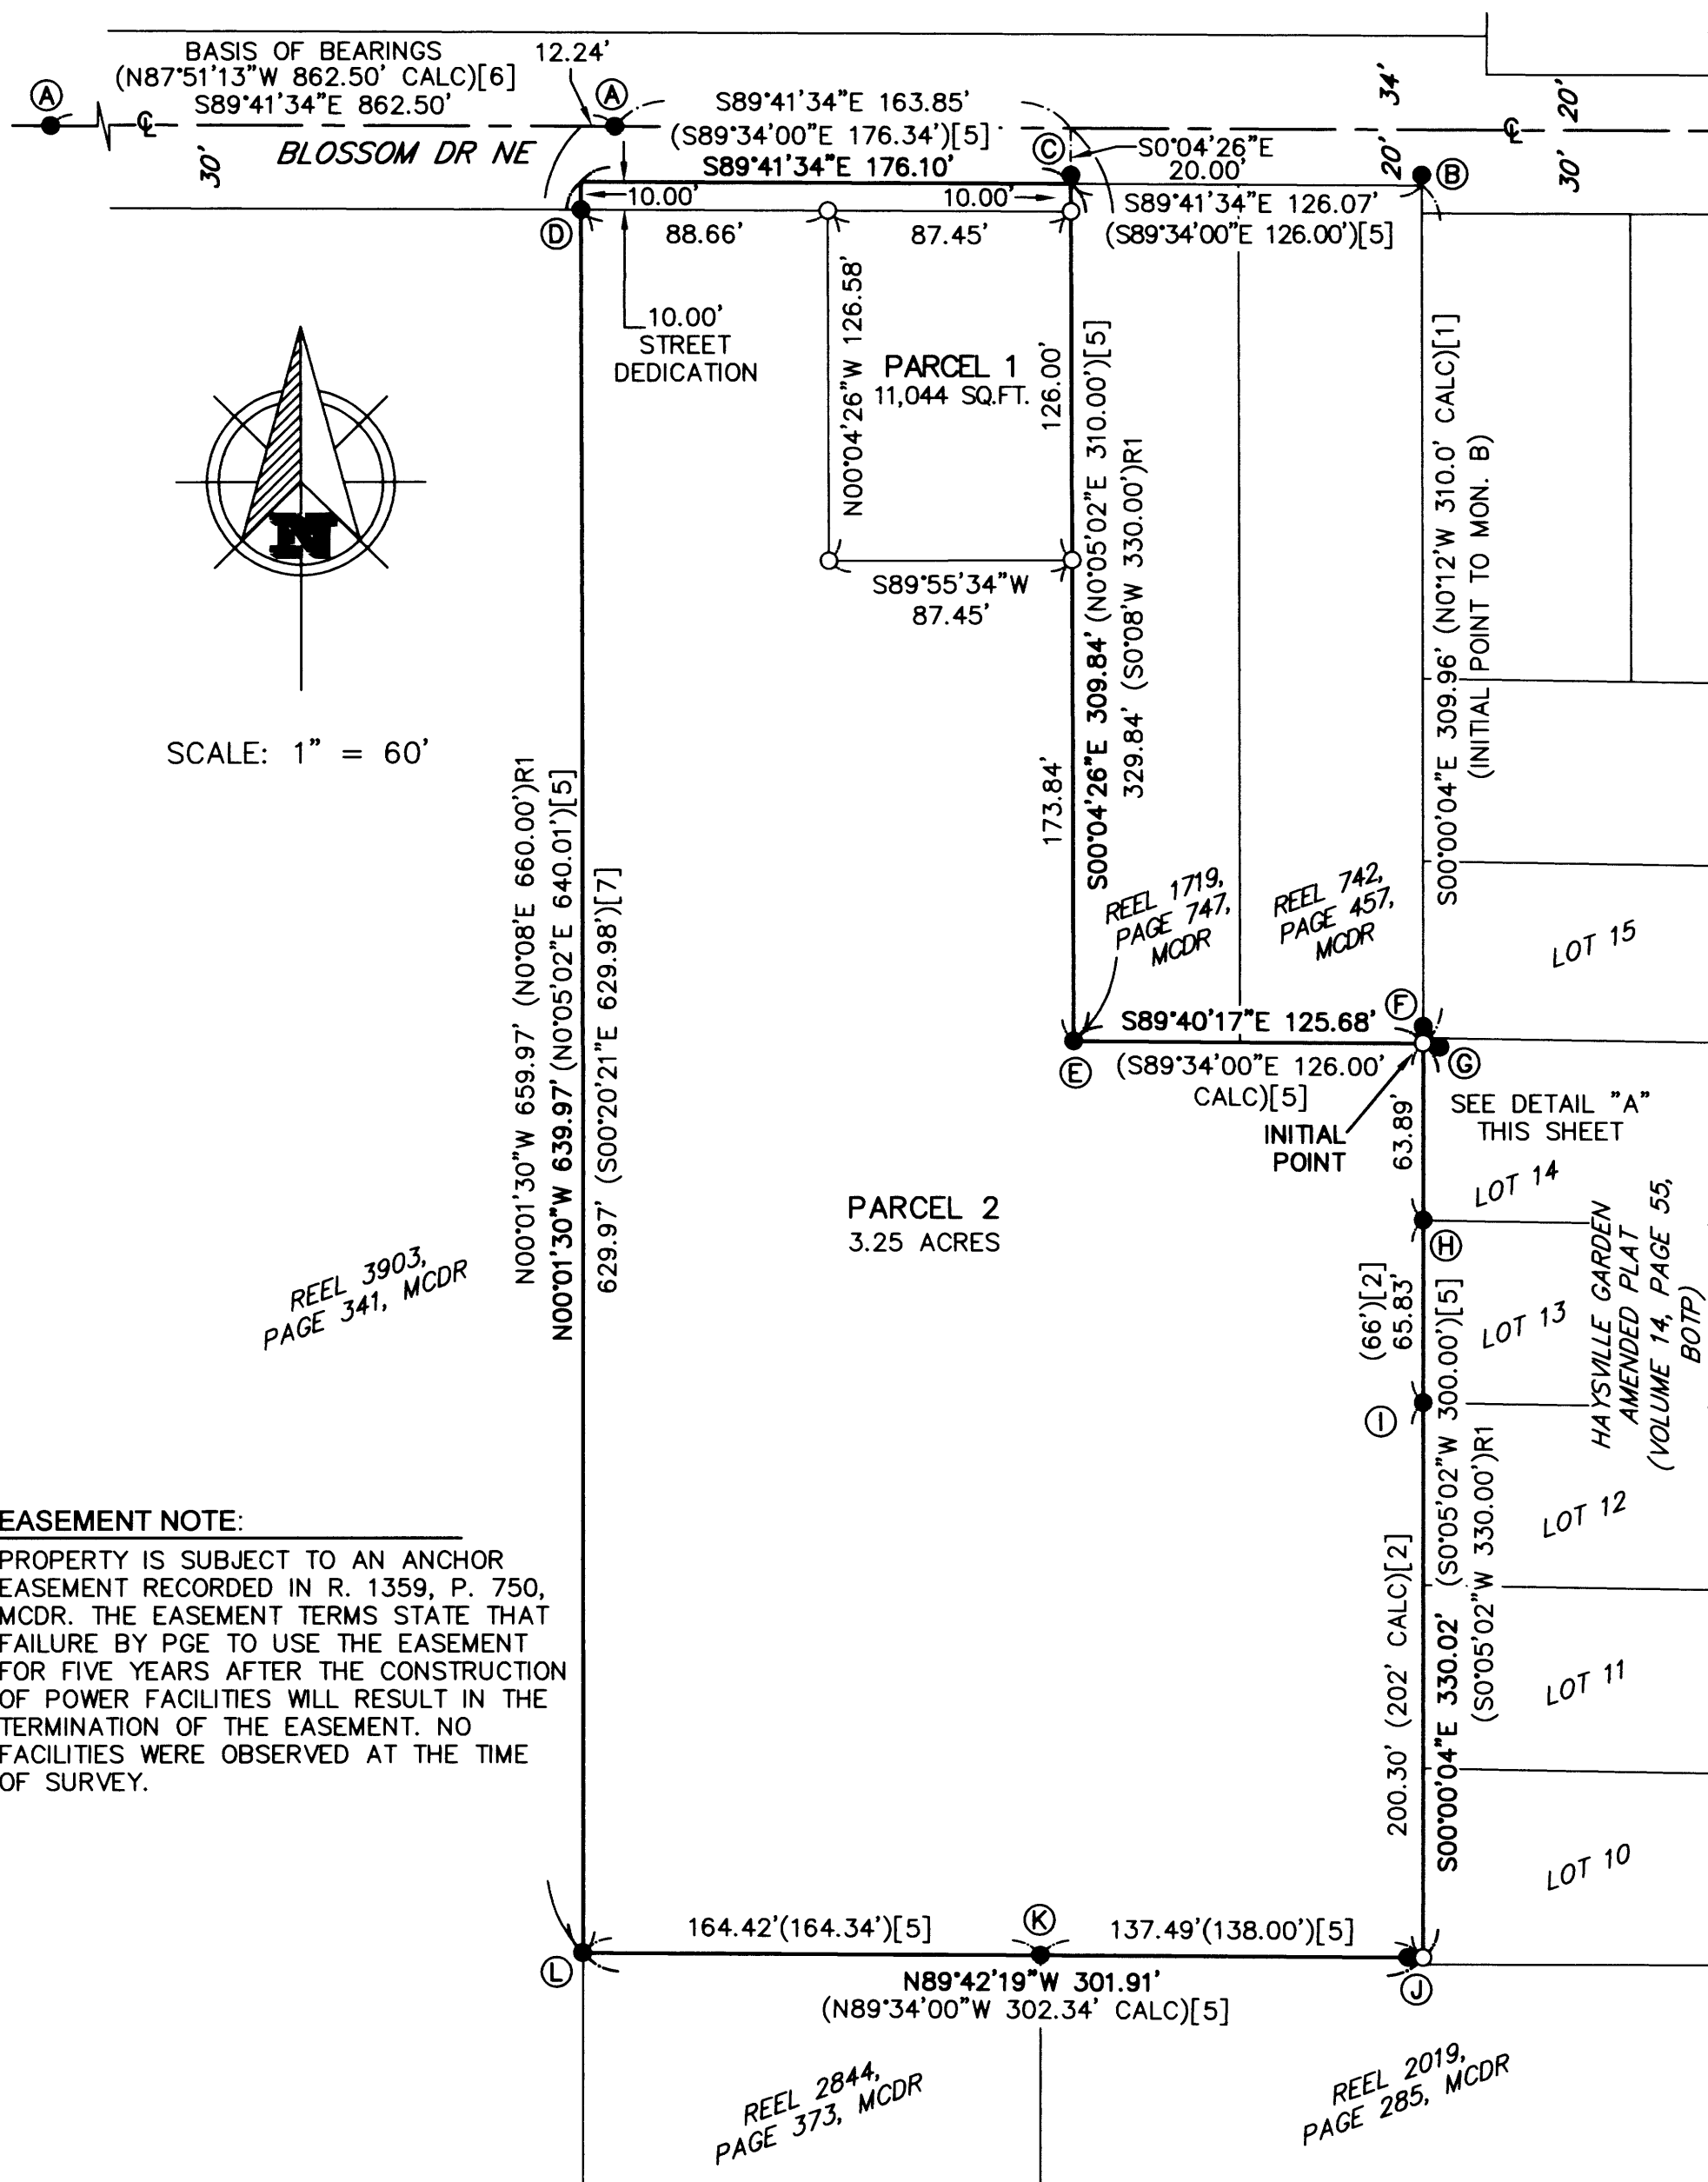 BASIS OF BEARINGS
(N87°51'13"W 862.50' CALC)[6]
S89°41'34"E 862.50'
12.24'
A
A
S89°41'34"E 163.85'
(S89°34'00"E 176.34')[5]
S89°41'34"E 176.10'
C
S0°04'26"E
20.00'
34'
20'
20'
30'
30'
BLOSSOM DR NE
B
D
10.00'
10.00'
88.66'
87.45'
S89°41'34"E 126.07'
(S89°34'00"E 126.00')[5]
10.00'
STREET
DEDICATION
N00°04'26"W 126.58'
PARCEL 1
11,044 SQ.FT.
126.00'
S89°55'34"W
87.45'
N
SCALE: 1" = 60'
173.84'
S00°04'26"E 309.84' (N0°05'02"E 310.00')[5]
329.84' (S0°08'W 330.00')R1
S00°00'04"E 309.96' (N0°12'W 310.0' CALC)[1]
(INITIAL POINT TO MON. B)
N00°01'30"W 659.97' (N0°08'E 660.00')R1
N00°01'30"W 639.97' (N0°05'02"E 640.01')[5]
629.97' (S00°20'21"E 629.98')[7]
REEL 1719,
PAGE 747,
MCDR
REEL 742,
PAGE 457,
MCDR
LOT 15
F
S89°40'17"E 125.68'
E
(S89°34'00"E 126.00'
CALC)[5]
G
INITIAL
POINT
SEE DETAIL "A"
THIS SHEET
63.89'
LOT 14
H
PARCEL 2
3.25 ACRES
REEL 3903,
PAGE 341, MCDR
(66')[2]
65.83'
LOT 13
HAYSVILLE GARDEN
AMENDED PLAT
(VOLUME 14, PAGE 55,
BOTP)
I
S00°00'04"E 330.02' (S0°05'02"W 300.00')[5]
(S0°05'02"W 330.00')R1
LOT 12
200.30' (202' CALC)[2]
LOT 11
LOT 10
EASEMENT NOTE:
PROPERTY IS SUBJECT TO AN ANCHOR
EASEMENT RECORDED IN R. 1359, P. 750,
MCDR. THE EASEMENT TERMS STATE THAT
FAILURE BY PGE TO USE THE EASEMENT
FOR FIVE YEARS AFTER THE CONSTRUCTION
OF POWER FACILITIES WILL RESULT IN THE
TERMINATION OF THE EASEMENT. NO
FACILITIES WERE OBSERVED AT THE TIME
OF SURVEY.
164.42'(164.34')[5]
K
137.49'(138.00')[5]
L
N89°42'19"W 301.91'
(N89°34'00"W 302.34' CALC)[5]
J
REEL 2844,
PAGE 373, MCDR
REEL 2019,
PAGE 285, MCDR